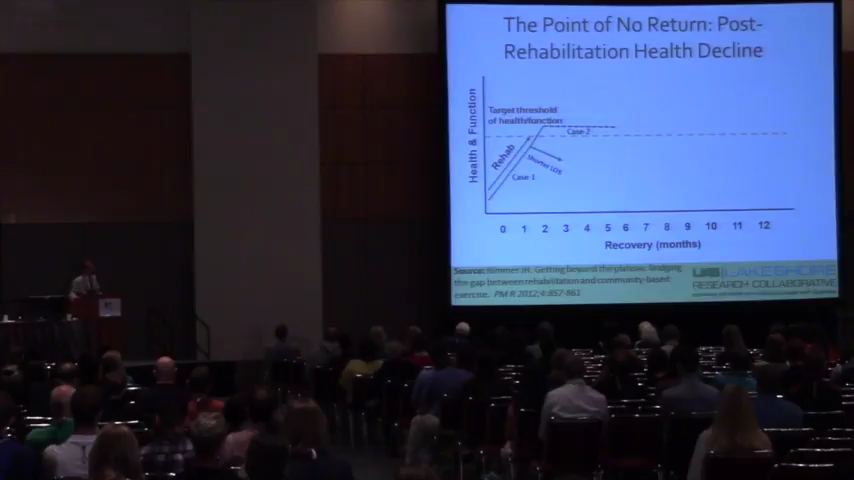 The Point of No Return: Post-
Rehabilitation Health Decline
Health & Function
Target threshold
of health/function
Case-2
Rehab
Shorter LOS
Case-1
0 1 2 3 4 5 6 7 8 9 10 11 12
Recovery (months)
Source: Rimmer JH. Getting beyond the plateau: bridging
the gap between rehabilitation and community-based
exercise. PM R 2012;4:857-861
UAB|LAKESHORE
RESEARCH COLLABORATIVE